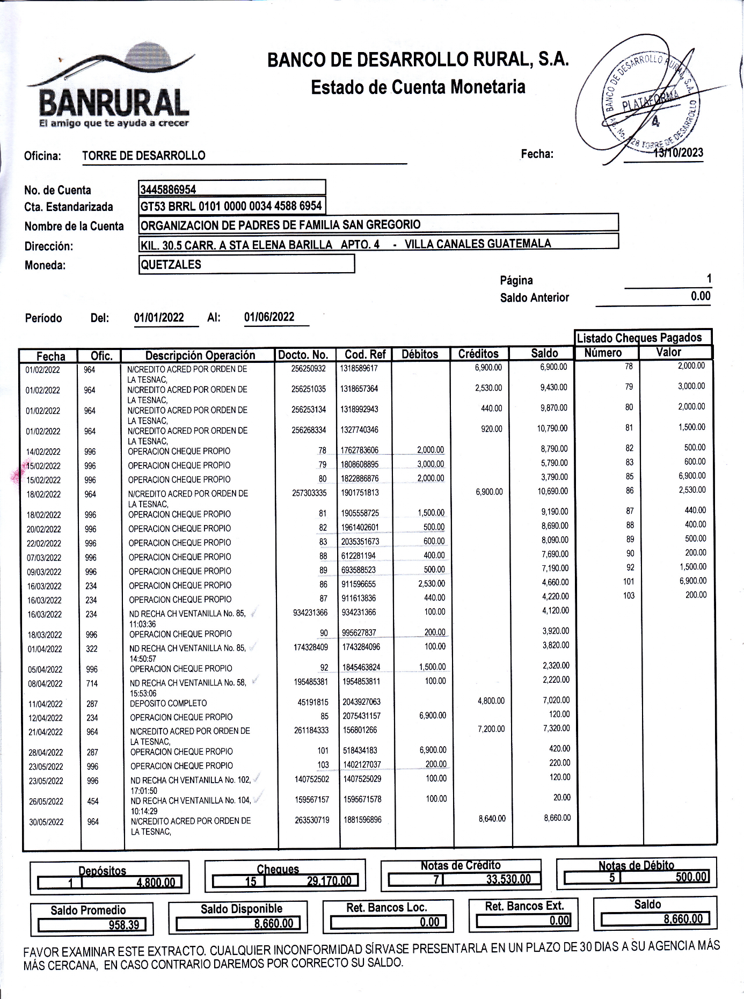 BANRURAL
El amigo que te ayuda a crecer
BANCO DE DESARROLLO RURAL, S.A.
Estado de Cuenta Monetaria
BANCO DE DESARROLLO RURAL, S.A.
PLATAFORMA
4
AG. No. 228 TORRE DE DESARROLLO
Oficina: TORRE DE DESARROLLO Fecha: 13/10/2023
No. de Cuenta 3445886954
Cta. Estandarizada GT53 BRRL 0101 0000 0034 4588 6954
Nombre de la Cuenta ORGANIZACION DE PADRES DE FAMILIA SAN GREGORIO
Dirección: KIL. 30.5 CARR. A STA ELENA BARILLA APTO. 4 - VILLA CANALES GUATEMALA
Moneda: QUETZALES
Página 1
Saldo Anterior 0.00
Período Del: 01/01/2022 Al: 01/06/2022
Listado Cheques Pagados
Fecha Ofic. Descripción Operación Docto. No. Cod. Ref Débitos Créditos Saldo Número Valor
01/02/2022 964 N/CREDITO ACRED POR ORDEN DE 256250932 1318589617 6,900.00 6,900.00 78 2,000.00
LA TESNAC,
01/02/2022 964 N/CREDITO ACRED POR ORDEN DE 256251035 1318657364 2,530.00 9,430.00 79 3,000.00
LA TESNAC,
01/02/2022 964 N/CREDITO ACRED POR ORDEN DE 256253134 1318992943 440.00 9,870.00 80 2,000.00
LA TESNAC,
01/02/2022 964 N/CREDITO ACRED POR ORDEN DE 256268334 1327740346 920.00 10,790.00 81 1,500.00
LA TESNAC,
14/02/2022 996 OPERACION CHEQUE PROPIO 78 1762783606 2,000.00 8,790.00 82 500.00
15/02/2022 996 OPERACION CHEQUE PROPIO 79 1808608895 3,000.00 5,790.00 83 600.00
15/02/2022 996 OPERACION CHEQUE PROPIO 80 1822886876 2,000.00 3,790.00 85 6,900.00
18/02/2022 964 N/CREDITO ACRED POR ORDEN DE 257303335 1901751813 6,900.00 10,690.00 86 2,530.00
LA TESNAC,
18/02/2022 996 OPERACION CHEQUE PROPIO 81 1905558725 1,500.00 9,190.00 87 440.00
20/02/2022 996 OPERACION CHEQUE PROPIO 82 1961402601 500.00 8,690.00 88 400.00
22/02/2022 996 OPERACION CHEQUE PROPIO 83 2035351673 600.00 8,090.00 89 500.00
07/03/2022 996 OPERACION CHEQUE PROPIO 88 612281194 400.00 7,690.00 90 200.00
09/03/2022 996 OPERACION CHEQUE PROPIO 89 693588523 500.00 7,190.00 92 1,500.00
16/03/2022 234 OPERACION CHEQUE PROPIO 86 911596655 2,530.00 4,660.00 101 6,900.00
16/03/2022 234 OPERACION CHEQUE PROPIO 87 911613836 440.00 4,220.00 103 200.00
16/03/2022 234 ND RECHA CH VENTANILLA No. 85, 934231366 934231366 100.00 4,120.00
11:03:36
18/03/2022 996 OPERACION CHEQUE PROPIO 90 995627837 200.00 3,920.00
01/04/2022 322 ND RECHA CH VENTANILLA No. 85, 174328409 1743284096 100.00 3,820.00
14:50:57
05/04/2022 996 OPERACION CHEQUE PROPIO 92 1845463824 1,500.00 2,320.00
08/04/2022 714 ND RECHA CH VENTANILLA No. 58, 195485381 1954853811 100.00 2,220.00
15:53:06
11/04/2022 287 DEPOSITO COMPLETO 45191815 2043927063 4,800.00 7,020.00
12/04/2022 234 OPERACION CHEQUE PROPIO 85 2075431157 6,900.00 120.00
21/04/2022 964 N/CREDITO ACRED POR ORDEN DE 261184333 156801266 7,200.00 7,320.00
LA TESNAC,
28/04/2022 287 OPERACION CHEQUE PROPIO 101 518434183 6,900.00 420.00
23/05/2022 996 OPERACION CHEQUE PROPIO 103 1402127037 200.00 220.00
23/05/2022 996 ND RECHA CH VENTANILLA No. 102, 140752502 1407525029 100.00 120.00
17:01:50
26/05/2022 454 ND RECHA CH VENTANILLA No. 104, 159567157 1595671578 100.00 20.00
10:14:29
30/05/2022 964 N/CREDITO ACRED POR ORDEN DE 263530719 1881596896 8,640.00 8,660.00
LA TESNAC,
Depósitos Cheques Notas de Crédito Notas de Débito
1 4,800.00 15 29,170.00 7 33,530.00 5 500.00
Saldo Promedio Saldo Disponible Ret. Bancos Loc. Ret. Bancos Ext. Saldo
958.39 8,660.00 0.00 0.00 8,660.00
FAVOR EXAMINAR ESTE EXTRACTO. CUALQUIER INCONFORMIDAD SÍRVASE PRESENTARLA EN UN PLAZO DE 30 DIAS A SU AGENCIA MÁS
MÁS CERCANA, EN CASO CONTRARIO DAREMOS POR CORRECTO SU SALDO.